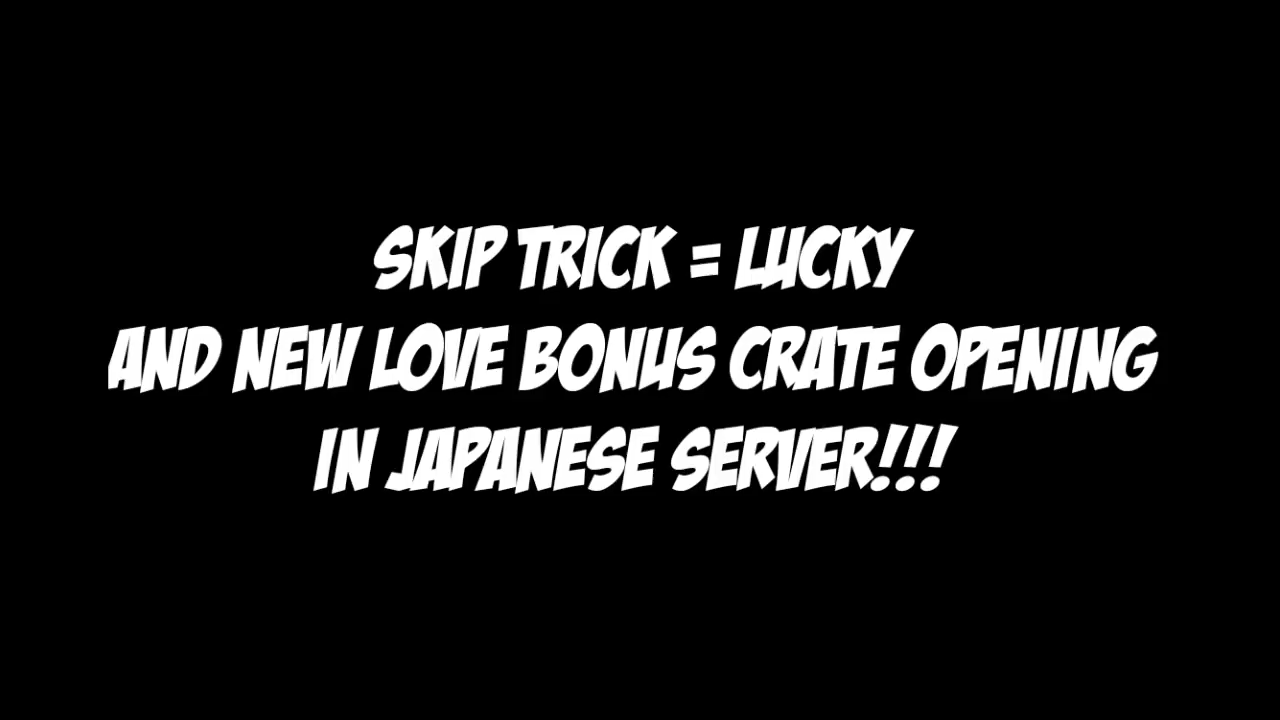 SKIP TRICK = LUCKY
AND NEW LOVE BONUS CRATE OPENING
IN JAPANESE SERVER!!!